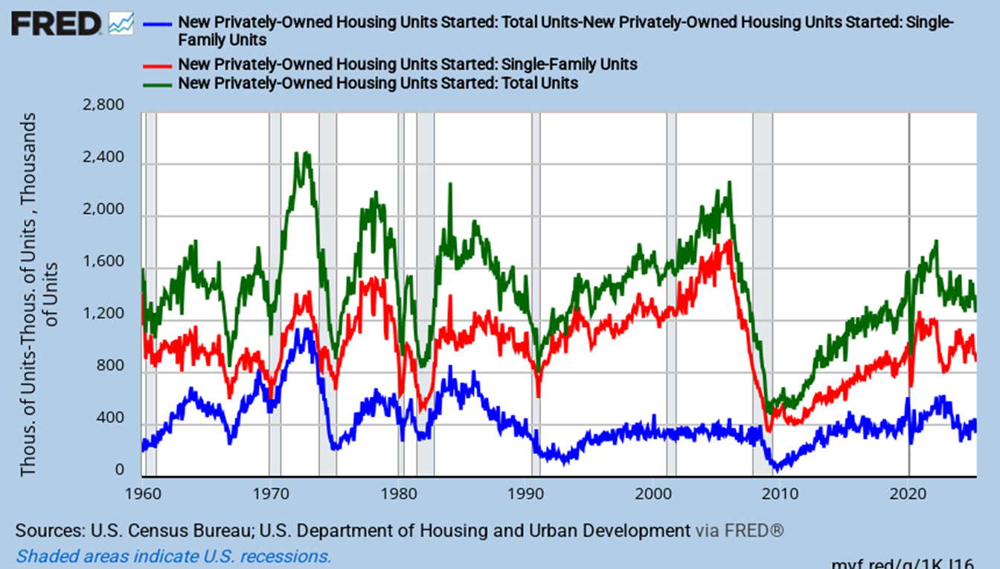 FRED
New Privately-Owned Housing Units Started: Total Units-New Privately-Owned Housing Units Started: Single-
Family Units
New Privately-Owned Housing Units Started: Single-Family Units
New Privately-Owned Housing Units Started: Total Units
Thous. of Units-Thous. of Units , Thousands
of Units
2,800
2,400
2,000
1,600
1,200
800
400
0
1960
1970
1980
1990
2000
2010
2020
Sources: U.S. Census Bureau; U.S. Department of Housing and Urban Development via FRED®
Shaded areas indicate U.S. recessions.